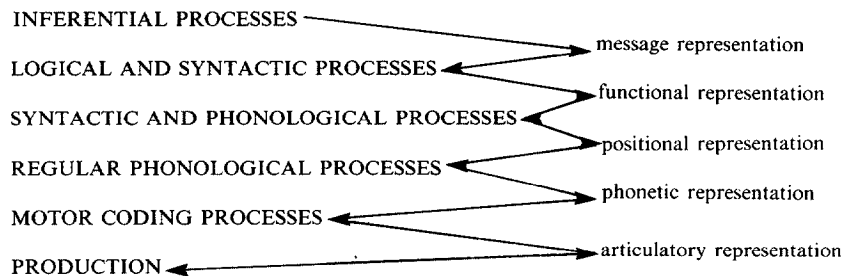 INFERENTIAL PROCESSES
message representation
LOGICAL AND SYNTACTIC PROCESSES
functional representation
SYNTACTIC AND PHONOLOGICAL PROCESSES
positional representation
REGULAR PHONOLOGICAL PROCESSES
phonetic representation
MOTOR CODING PROCESSES
articulatory representation
PRODUCTION